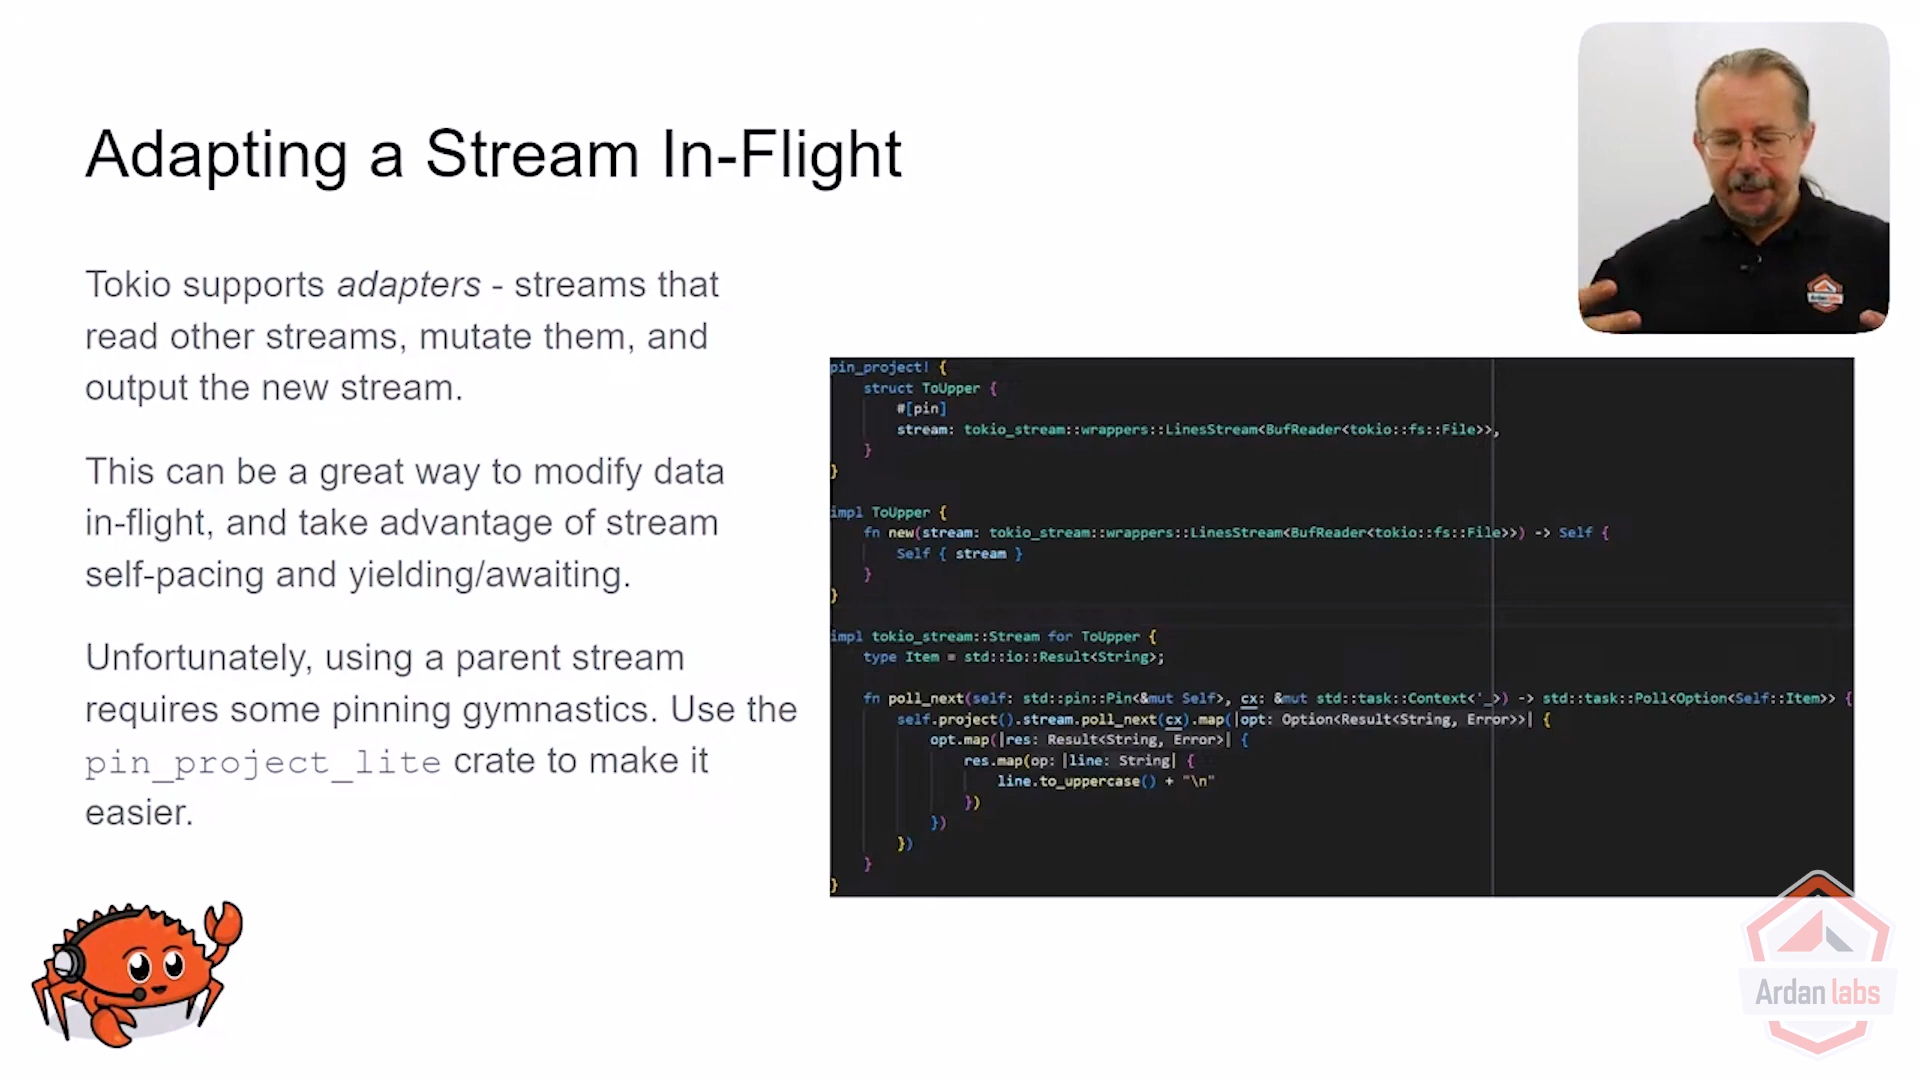 Adapting a Stream In-Flight
Tokio supports adapters - streams that
read other streams, mutate them, and
output the new stream.
This can be a great way to modify data
in-flight, and take advantage of stream
self-pacing and yielding/awaiting.
Unfortunately, using a parent stream
requires some pinning gymnastics. Use the
pin_project_lite crate to make it
easier.
pin_project! {
    struct ToUpper {
        #[pin]
        stream: tokio_stream::wrappers::LinesStream<BufReader<tokio::fs::File>>,
    }
}
impl ToUpper {
    fn new(stream: tokio_stream::wrappers::LinesStream<BufReader<tokio::fs::File>>) -> Self {
        Self { stream }
    }
}
impl tokio_stream::Stream for ToUpper {
    type Item = std::io::Result<String>;
    fn poll_next(self: std::pin::Pin<&mut Self>, cx: &mut std::task::Context<'_>) -> std::task::Poll<Option<Self::Item>> {
        self.project().stream.poll_next(cx).map(|opt: Option<Result<String, Error>>| {
            opt.map(|res: Result<String, Error>| {
                res.map(op: |line: String| {
                    line.to_uppercase() + "\n"
                })
            })
        })
    }
}
Ardan labs
Ardan labs